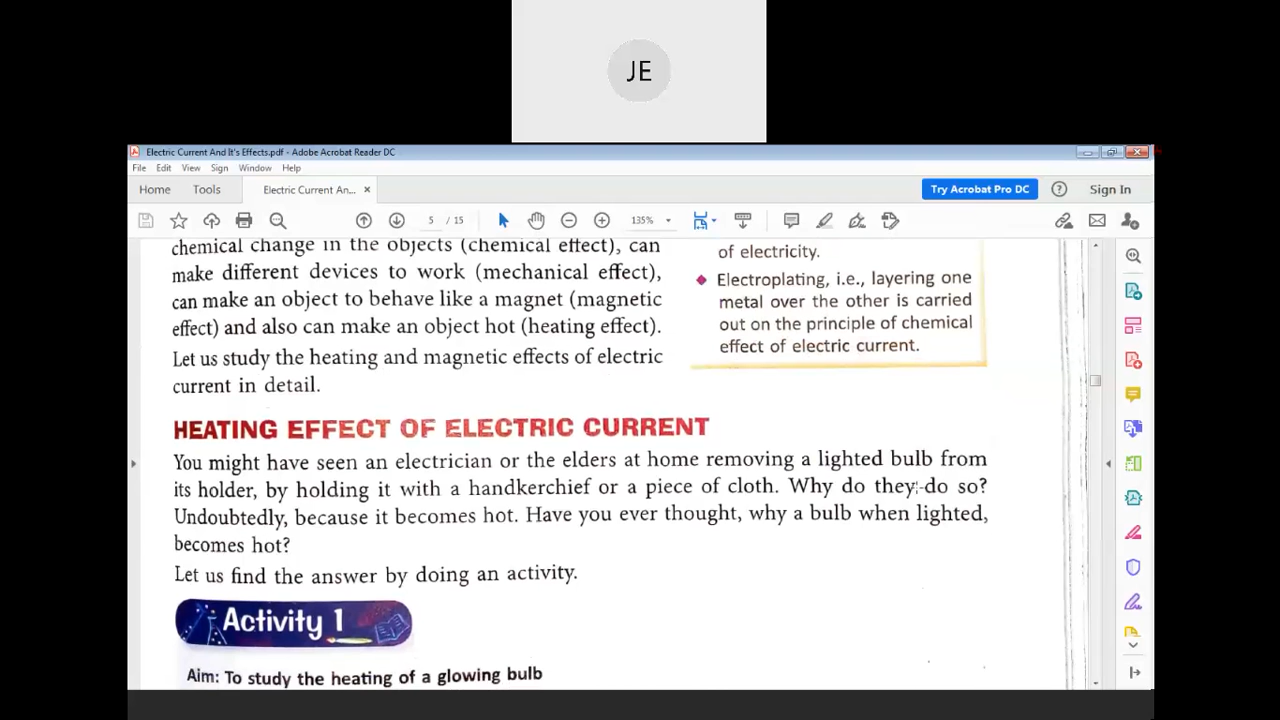 JE
Electric Current And It's Effects.pdf - Adobe Acrobat Reader DC
File Edit View Sign Window Help
Home Tools Electric Current An... ×
Try Acrobat Pro DC Sign In
5 / 15 135%
chemical change in the objects (chemical effect), can
make different devices to work (mechanical effect),
can make an object to behave like a magnet (magnetic
effect) and also can make an object hot (heating effect).
Let us study the heating and magnetic effects of electric
current in detail.
of electricity.
Electroplating, i.e., layering one
metal over the other is carried
out on the principle of chemical
effect of electric current.
HEATING EFFECT OF ELECTRIC CURRENT
You might have seen an electrician or the elders at home removing a lighted bulb from
its holder, by holding it with a handkerchief or a piece of cloth. Why do they do so?
Undoubtedly, because it becomes hot. Have you ever thought, why a bulb when lighted,
becomes hot?
Let us find the answer by doing an activity.
Activity 1
Aim: To study the heating of a glowing bulb